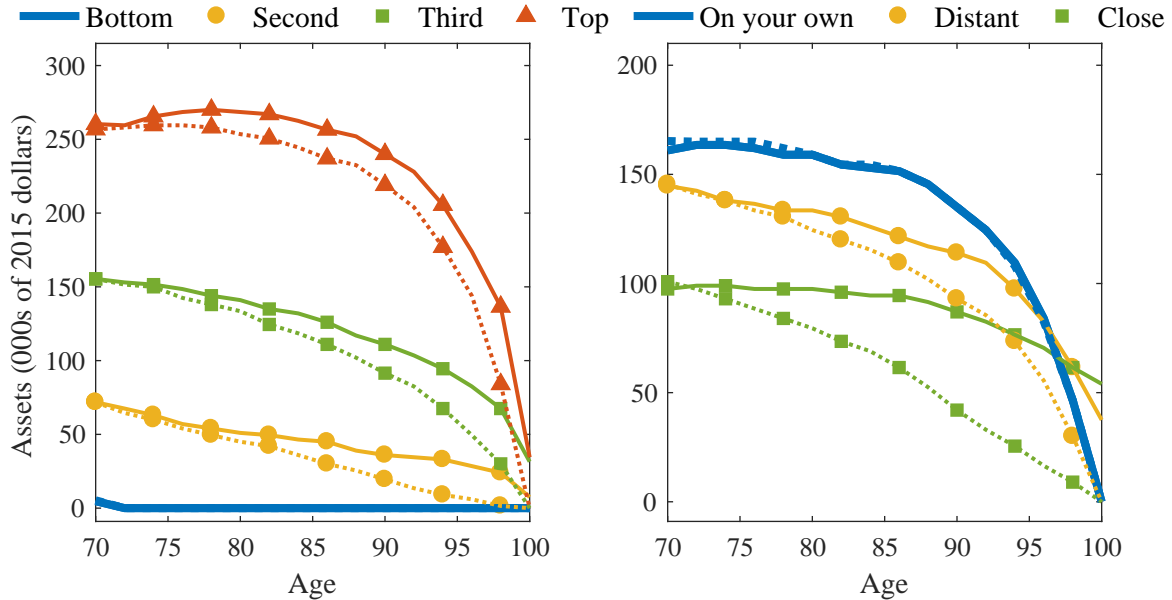 Bottom Second Third Top On your own Distant Close
300
250
200
150
100
50
0
70 75 80 85 90 95 100
Age
Assets (000s of 2015 dollars)
200
150
100
50
0
70 75 80 85 90 95 100
Age